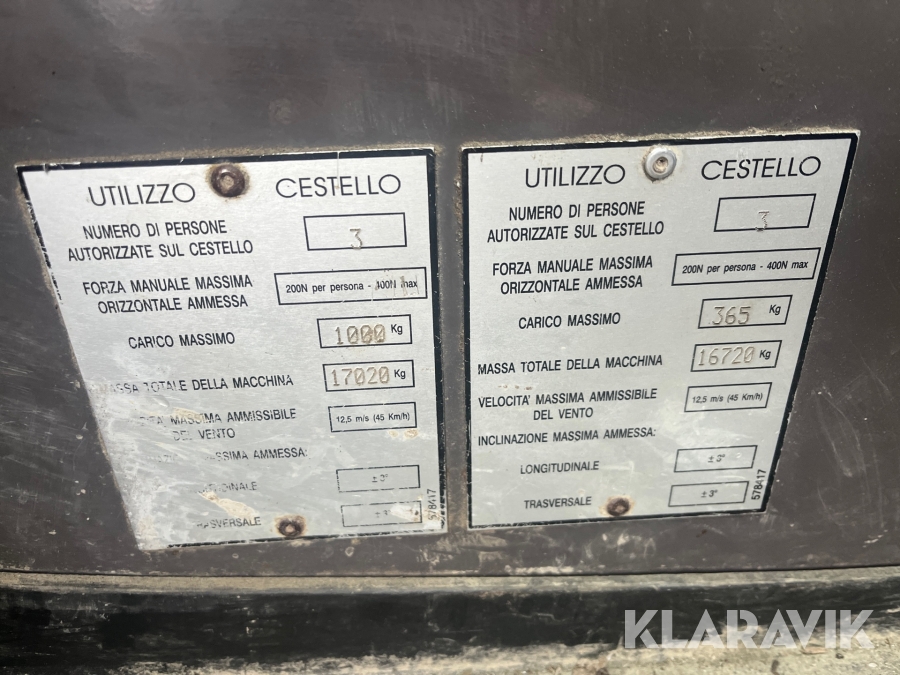 UTILIZZO CESTELLO
NUMERO DI PERSONE
AUTORIZZATE SUL CESTELLO 3
FORZA MANUALE MASSIMA
ORIZZONTALE AMMESSA 200N per persona - 400N max
CARICO MASSIMO 1000 Kg
MASSA TOTALE DELLA MACCHINA 17020 Kg
MASSIMA AMMISSIBILE
DEL VENTO 12,5 m/s (45 Km/h)
AMMESSA:
± 3°
578417
UTILIZZO CESTELLO
NUMERO DI PERSONE
AUTORIZZATE SUL CESTELLO 3
FORZA MANUALE MASSIMA
ORIZZONTALE AMMESSA 200N per persona - 400N max
CARICO MASSIMO 365 Kg
MASSA TOTALE DELLA MACCHINA 16720 Kg
VELOCITA' MASSIMA AMMISSIBILE
DEL VENTO 12,5 m/s (45 Km/h)
INCLINAZIONE MASSIMA AMMESSA:
LONGITUDINALE ± 3°
TRASVERSALE ± 3°
578417
KLARAVIK